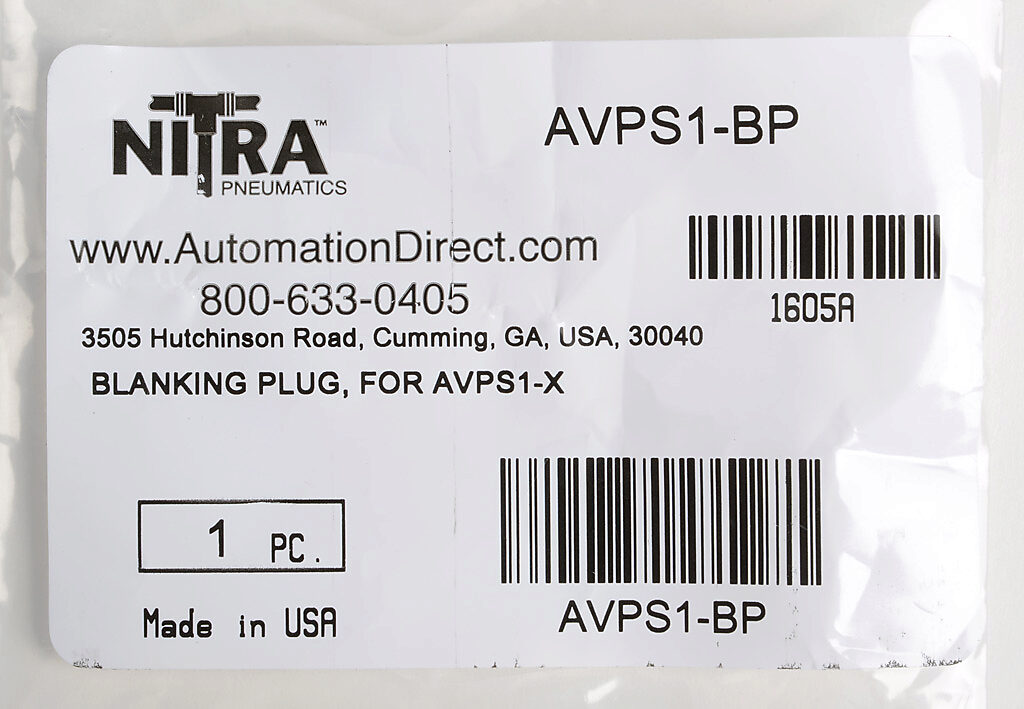 NITRA™
PNEUMATICS
AVPS1-BP
www.AutomationDirect.com
800-633-0405
1605A
3505 Hutchinson Road, Cumming, GA, USA, 30040
BLANKING PLUG, FOR AVPS1-X
1 PC.
Made in USA
AVPS1-BP